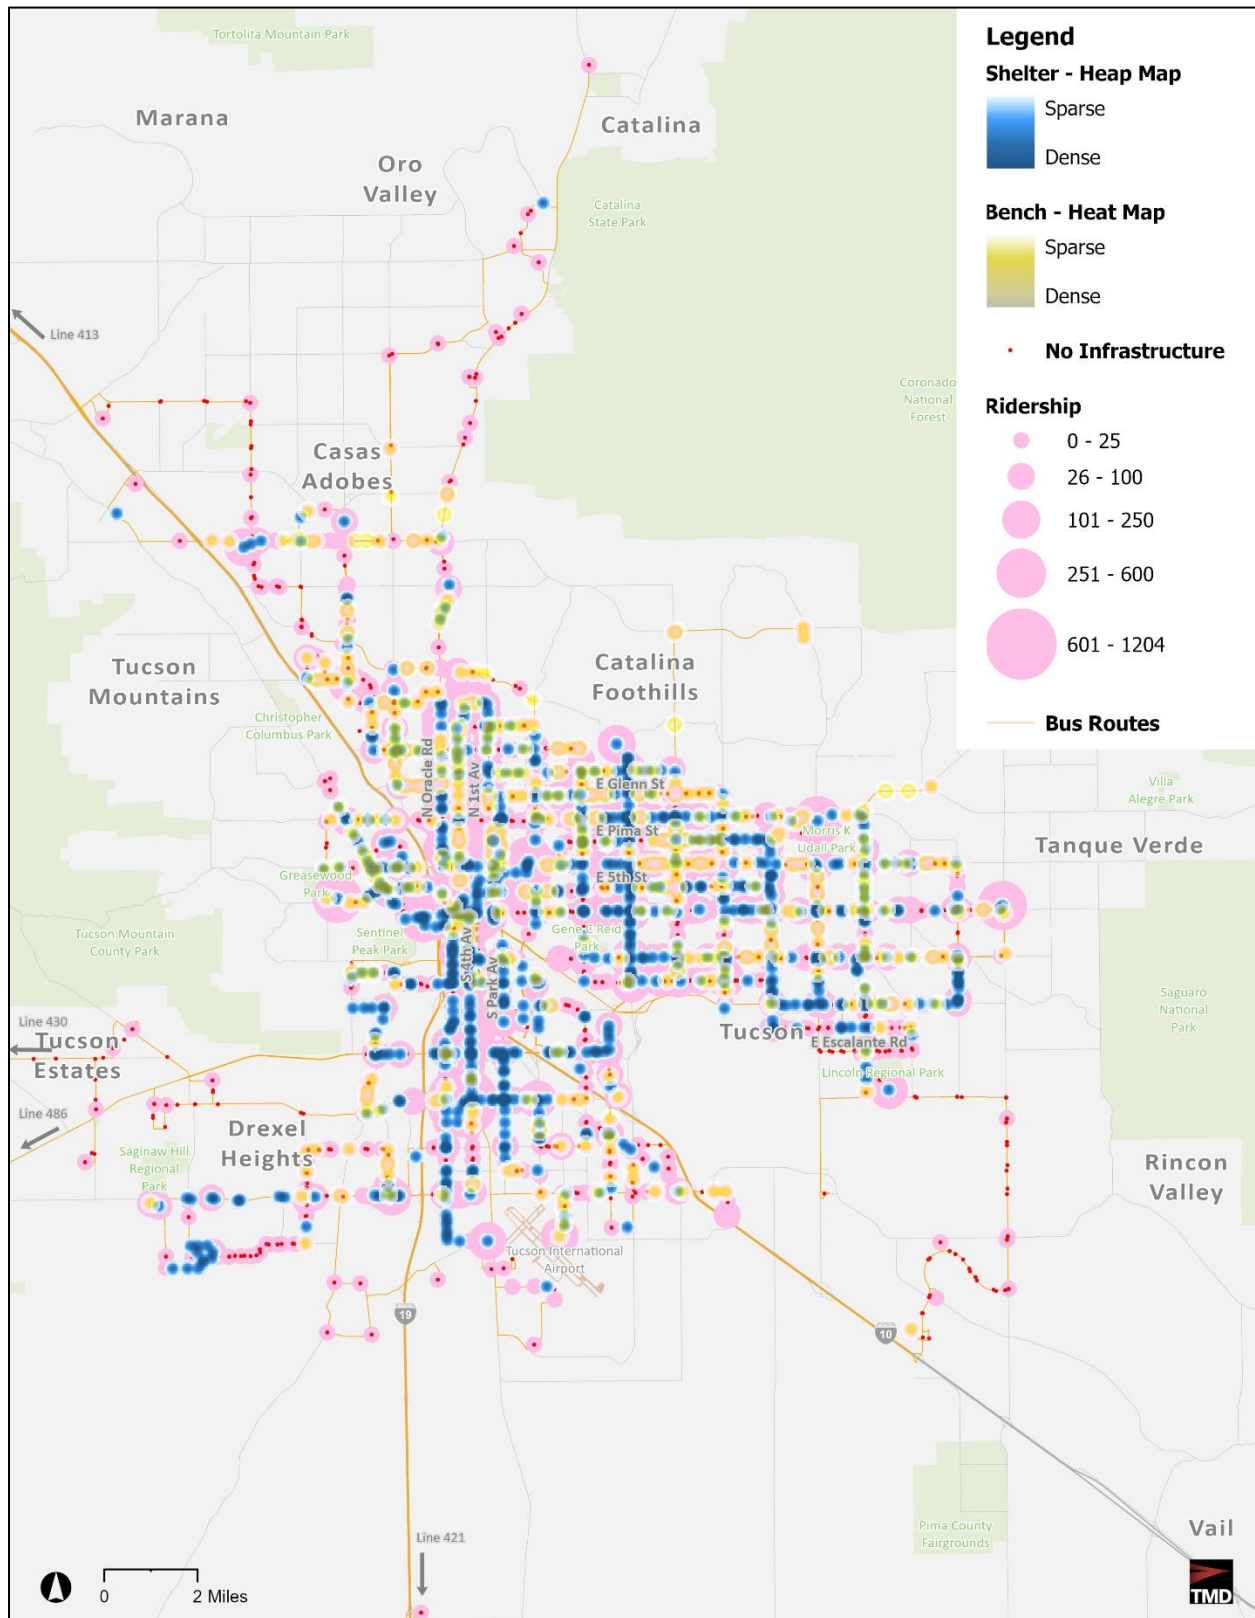 Tortolita Mountain Park
Marana
Oro
Valley
Catalina
Catalina
State Park
Legend
Shelter - Heap Map
Sparse
Dense
Bench - Heat Map
Sparse
Dense
No Infrastructure
Ridership
0 - 25
26 - 100
101 - 250
251 - 600
601 - 1204
Bus Routes
Line 413
Coronado
National
Forest
Casas
Adobes
Tucson
Mountains
Christopher
Columbus Park
Catalina
Foothills
N Oracle Rd
N 1st Av
E Glenn St
E Pima St
E 5th St
Morris K
Udall Park
Villa
Alegre Park
Tanque Verde
Greasewood
Park
Tucson Mountain
County Park
Sentinel
Peak Park
Gene C Reid
Park
S 4th Av
S Park Av
Saguaro
National
Park
Line 430
Tucson
Estates
Tucson
E Escalante Rd
Lincoln Regional Park
Line 486
Drexel
Heights
Saginaw Hill
Regional
Park
Rincon
Valley
Tucson International
Airport
19
10
Pima County
Fairgrounds
Vail
Line 421
0 2 Miles
TMD